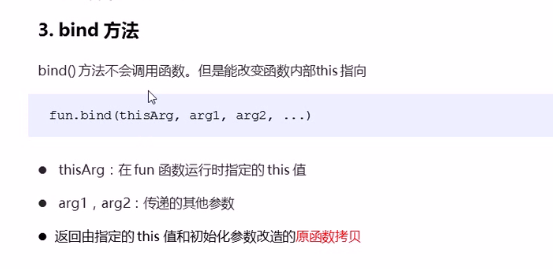 3. bind 方法
bind() 方法不会调用函数。但是能改变函数内部this 指向
fun.bind(thisArg, arg1, arg2, ...)
● thisArg：在 fun 函数运行时指定的 this 值
● arg1，arg2：传递的其他参数
● 返回由指定的 this 值和初始化参数改造的原函数拷贝